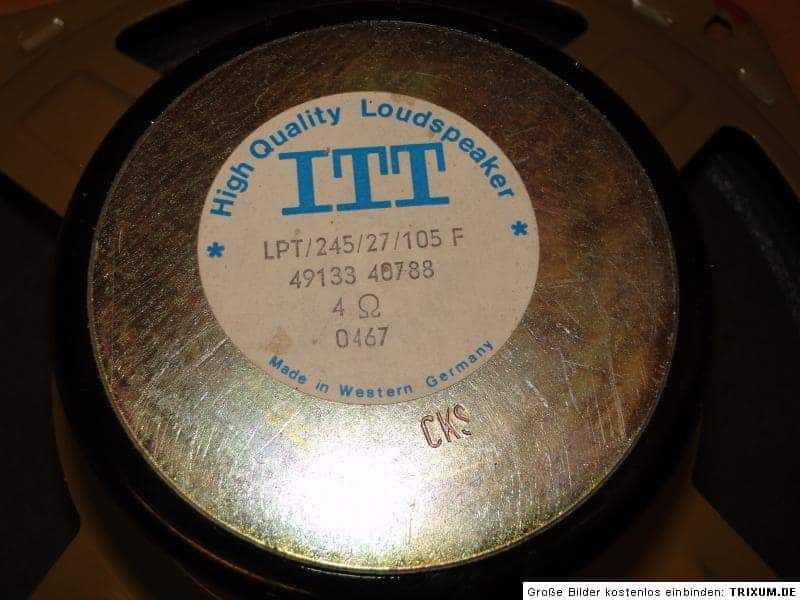 * High Quality Loudspeaker *
ITT
LPT/245/27/105 F
49133 40788
4 Ω
0467
Made in Western Germany
CKS
Große Bilder kostenlos einbinden: TRIXUM.DE